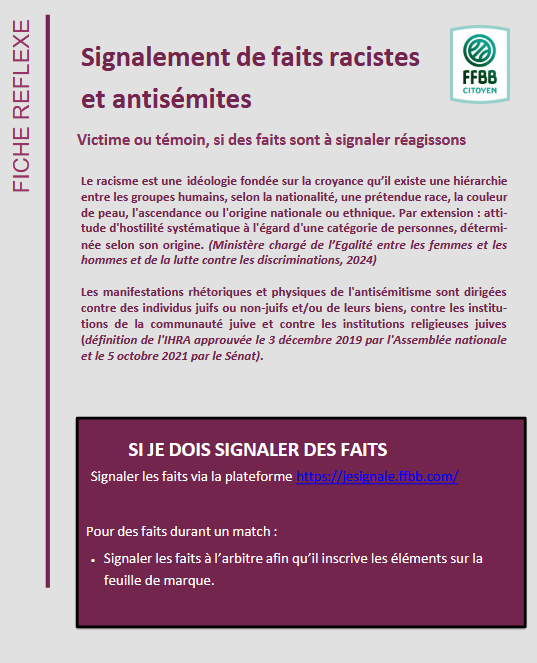 FICHE REFLEXE
Signalement de faits racistes
et antisémites
FFBB
CITOYEN
Victime ou témoin, si des faits sont à signaler réagissons
Le racisme est une idéologie fondée sur la croyance qu’il existe une hiérarchie
entre les groupes humains, selon la nationalité, une prétendue race, la couleur
de peau, l'ascendance ou l'origine nationale ou ethnique. Par extension : atti-
tude d'hostilité systématique à l'égard d'une catégorie de personnes, détermi-
née selon son origine. (Ministère chargé de l’Egalité entre les femmes et les
hommes et de la lutte contre les discriminations, 2024)
Les manifestations rhétoriques et physiques de l'antisémitisme sont dirigées
contre des individus juifs ou non-juifs et/ou de leurs biens, contre les institu-
tions de la communauté juive et contre les institutions religieuses juives
(définition de l'IHRA approuvée le 3 décembre 2019 par l'Assemblée nationale
et le 5 octobre 2021 par le Sénat).
SI JE DOIS SIGNALER DES FAITS
Signaler les faits via la plateforme https://jesignale.ffbb.com/
Pour des faits durant un match :
• Signaler les faits à l’arbitre afin qu’il inscrive les éléments sur la
feuille de marque.